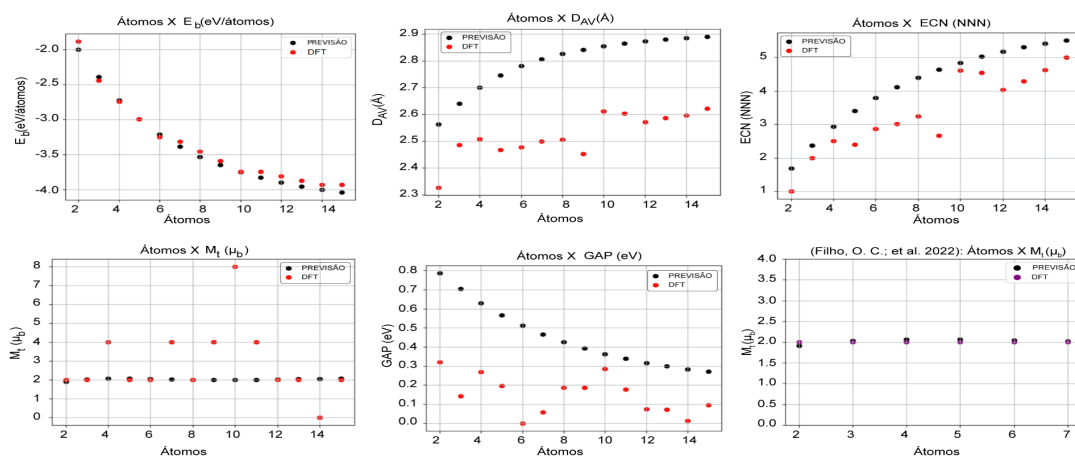 Átomos X E_b (eV/átomos)
PREVISÃO
DFT
E_b(eV/átomos)
-2.0
-2.5
-3.0
-3.5
-4.0
2 4 6 8 10 12 14
Átomos
Átomos X D_AV(Å)
PREVISÃO
DFT
D_AV(Å)
2.9
2.8
2.7
2.6
2.5
2.4
2.3
2 4 6 8 10 12 14
Átomos
Átomos X ECN (NNN)
PREVISÃO
DFT
ECN (NNN)
5
4
3
2
1
2 4 6 8 10 12 14
Átomos
Átomos X M_t (μ_b)
PREVISÃO
DFT
M_t (μ_b)
8
7
6
5
4
3
2
1
0
2 4 6 8 10 12 14
Átomos
Átomos X GAP (eV)
PREVISÃO
DFT
GAP (eV)
0.8
0.7
0.6
0.5
0.4
0.3
0.2
0.1
0.0
2 4 6 8 10 12 14
Átomos
(Filho, O. C.; et al. 2022): Átomos X M_t(μ_b)
PREVISÃO
DFT
M_t(μ_b)
4.0
3.5
3.0
2.5
2.0
1.5
1.0
0.5
0.0
2 3 4 5 6 7
Átomos